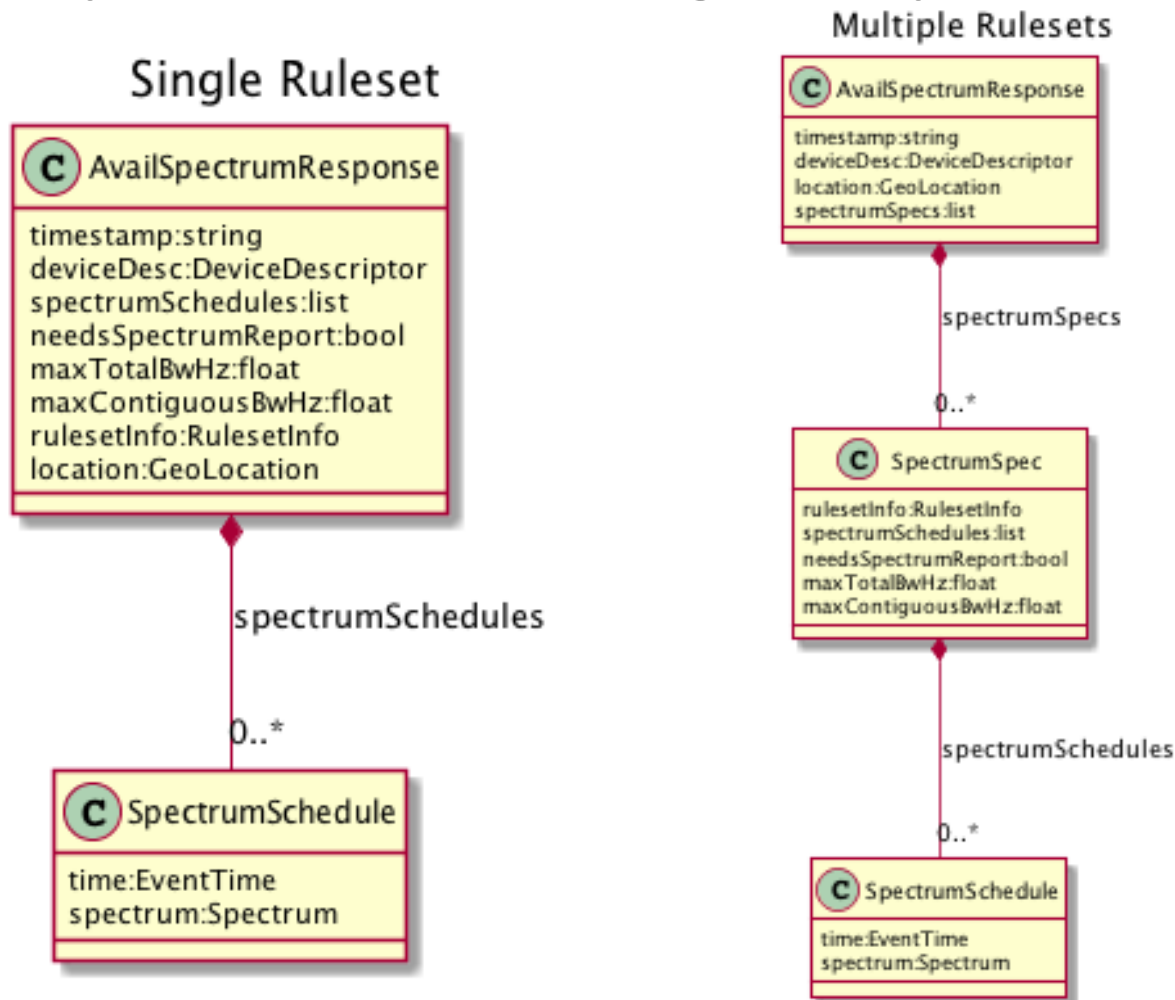 Single Ruleset
C AvailSpectrumResponse
timestamp:string
deviceDesc:DeviceDescriptor
spectrumSchedules:list
needsSpectrumReport:bool
maxTotalBwHz:float
maxContiguousBwHz:float
rulesetInfo:RulesetInfo
location:GeoLocation
spectrumSchedules
0..*
C SpectrumSchedule
time:EventTime
spectrum:Spectrum
Multiple Rulesets
C AvailSpectrumResponse
timestamp:string
deviceDesc:DeviceDescriptor
location:GeoLocation
spectrumSpecs:list
spectrumSpecs
0..*
C SpectrumSpec
rulesetInfo:RulesetInfo
spectrumSchedules:list
needsSpectrumReport:bool
maxTotalBwHz:float
maxContiguousBwHz:float
spectrumSchedules
0..*
C SpectrumSchedule
time:EventTime
spectrum:Spectrum